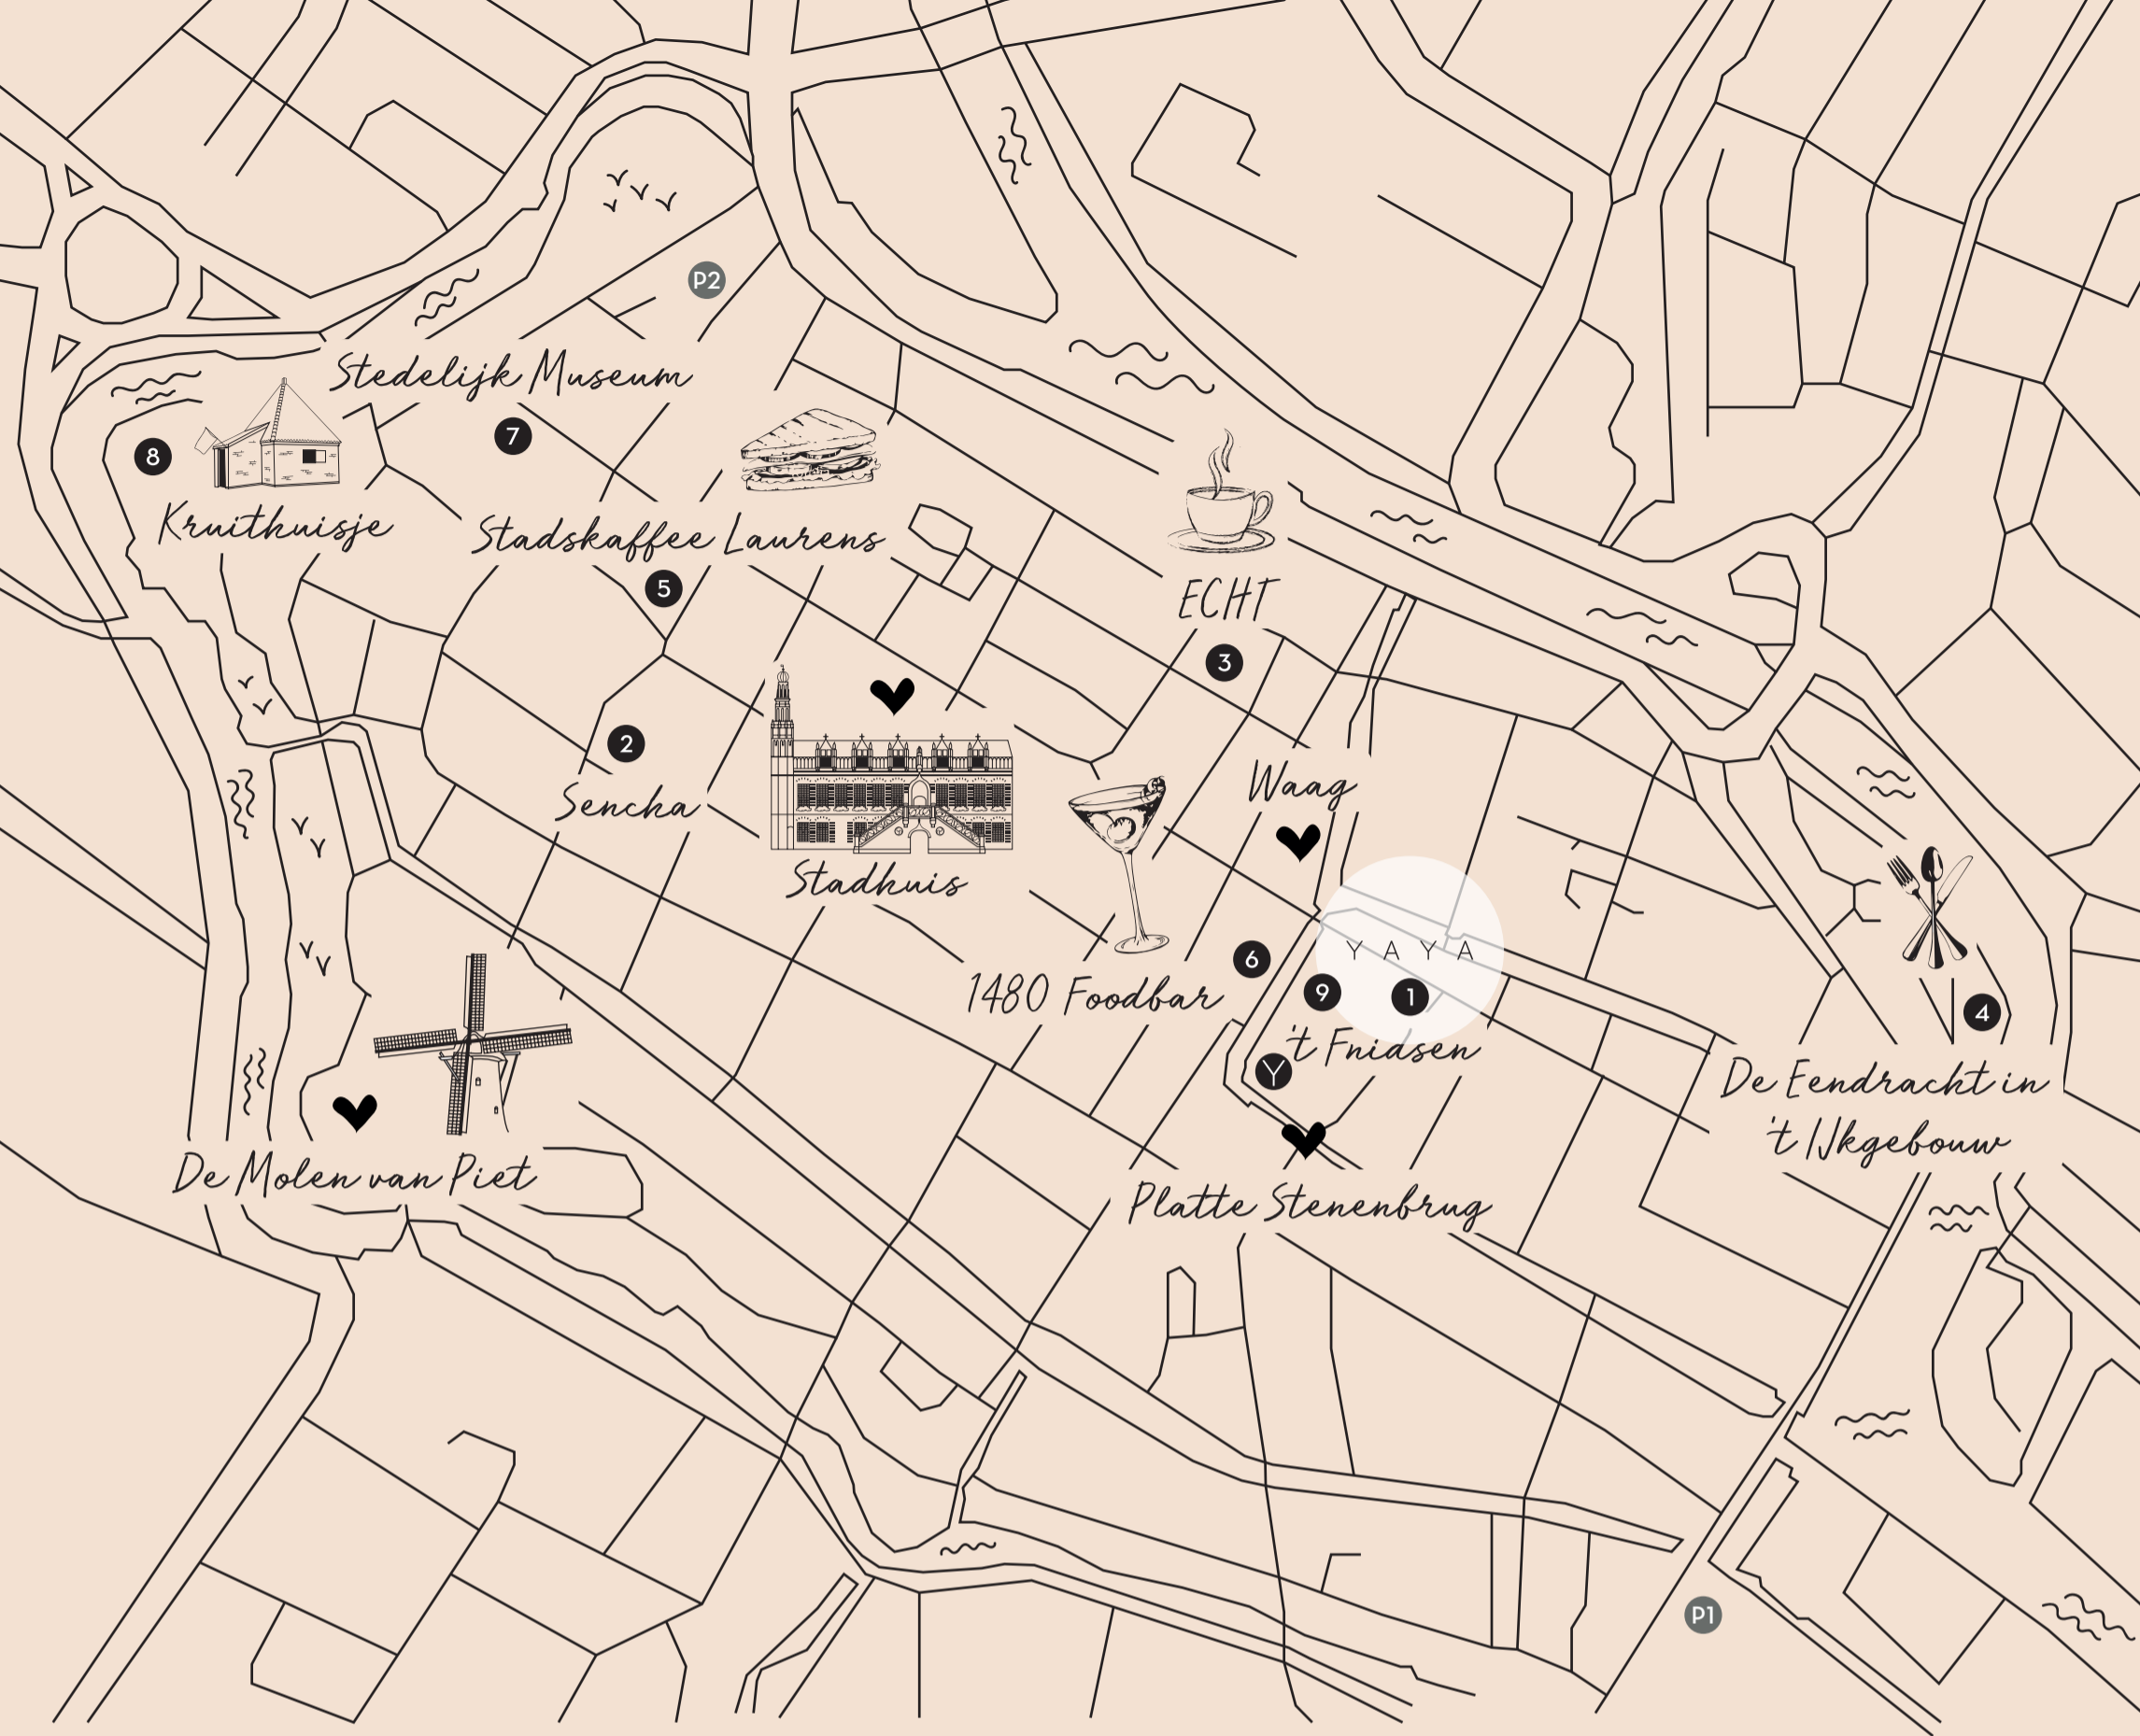 P2
Stedelijk Museum
7
8
Kruithuisje
Stadskaffee Laurens
5
ECHT
3
2
Sencha
Waag
Stadhuis
YAYA
6
9
1
1480 Foodbar
't Fnidsen
Y
4
De Eendracht in
't IJkgebouw
De Molen van Piet
Platte Stenenbrug
P1